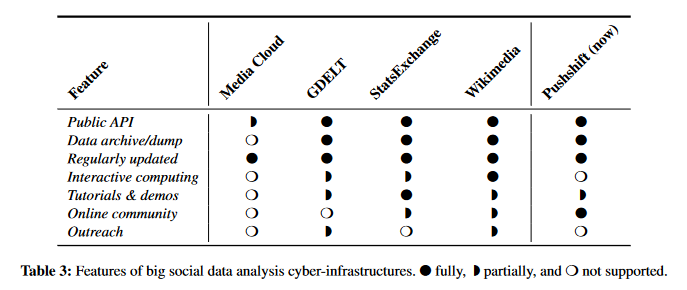 Feature Media Cloud GDELT StatsExchange Wikimedia Pushshift (now)
Public API ◗ ● ● ● ●
Data archive/dump ❍ ● ● ● ●
Regularly updated ● ● ● ● ●
Interactive computing ❍ ◗ ◗ ● ❍
Tutorials & demos ❍ ◗ ● ◗ ◗
Online community ❍ ❍ ◗ ◗ ●
Outreach ❍ ◗ ❍ ◗ ❍
Table 3: Features of big social data analysis cyber-infrastructures. ● fully, ◗ partially, and ❍ not supported.